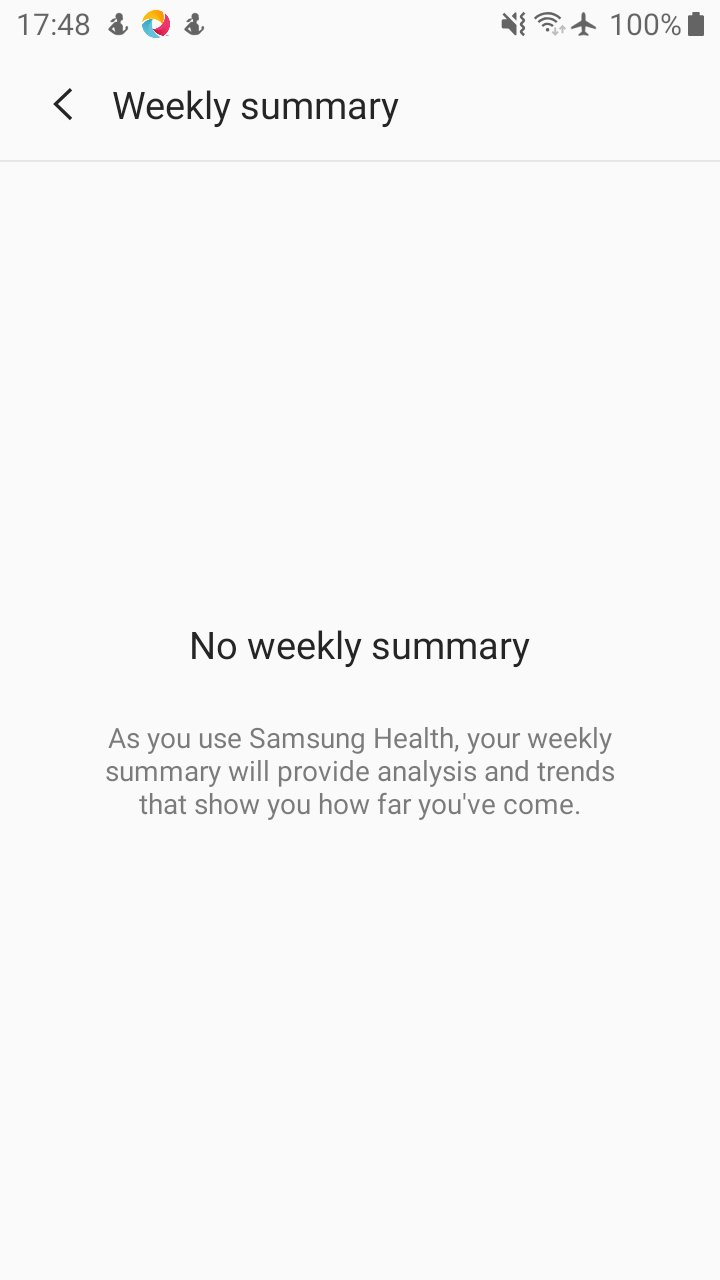 17:48 100%
Weekly summary
No weekly summary
As you use Samsung Health, your weekly
summary will provide analysis and trends
that show you how far you've come.